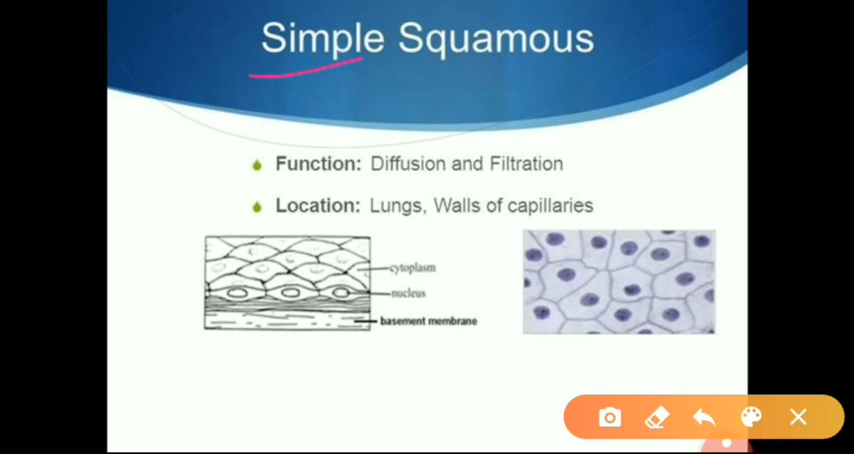 Simple Squamous
Function: Diffusion and Filtration
Location: Lungs, Walls of capillaries
cytoplasm
nucleus
basement membrane